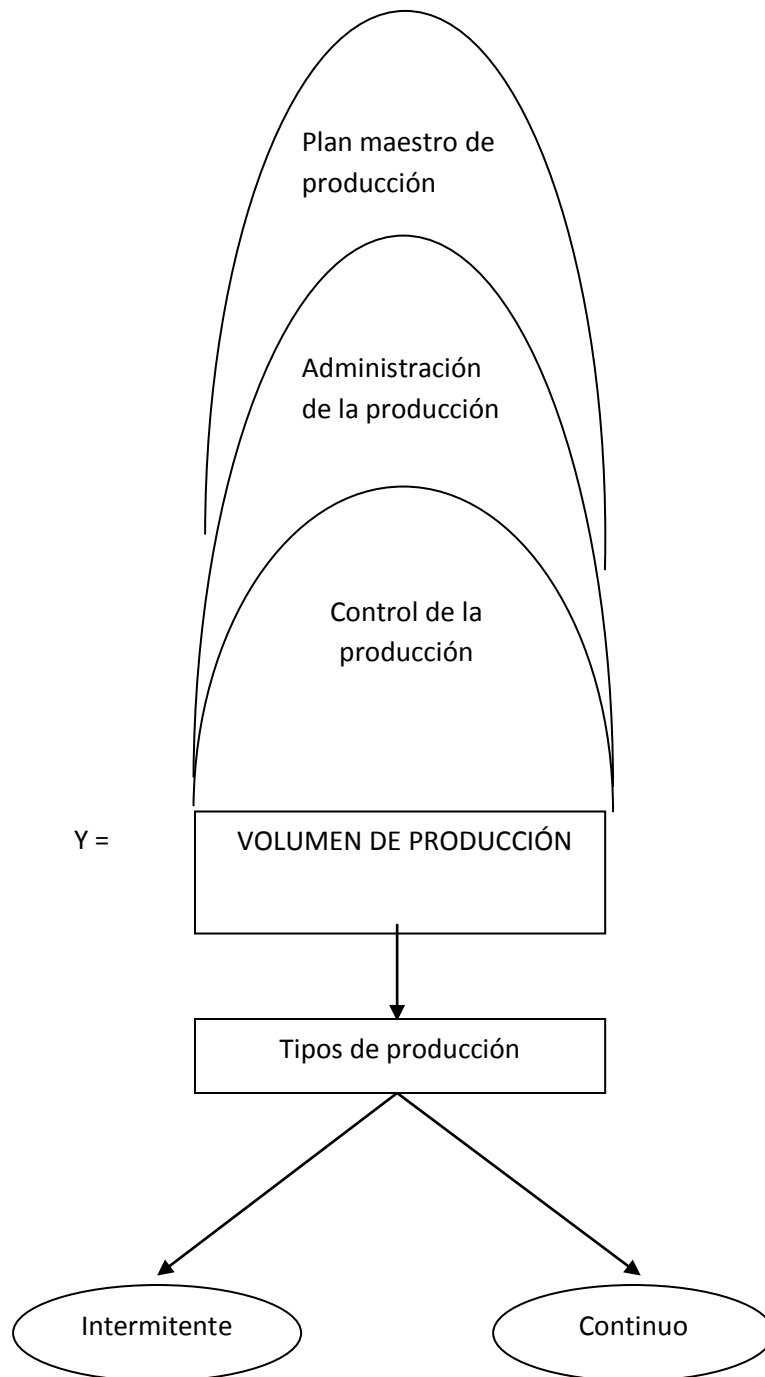 Plan maestro de
producción
Administración
de la producción
Control de la
producción
Y =
VOLUMEN DE PRODUCCIÓN
Tipos de producción
Intermitente
Continuo